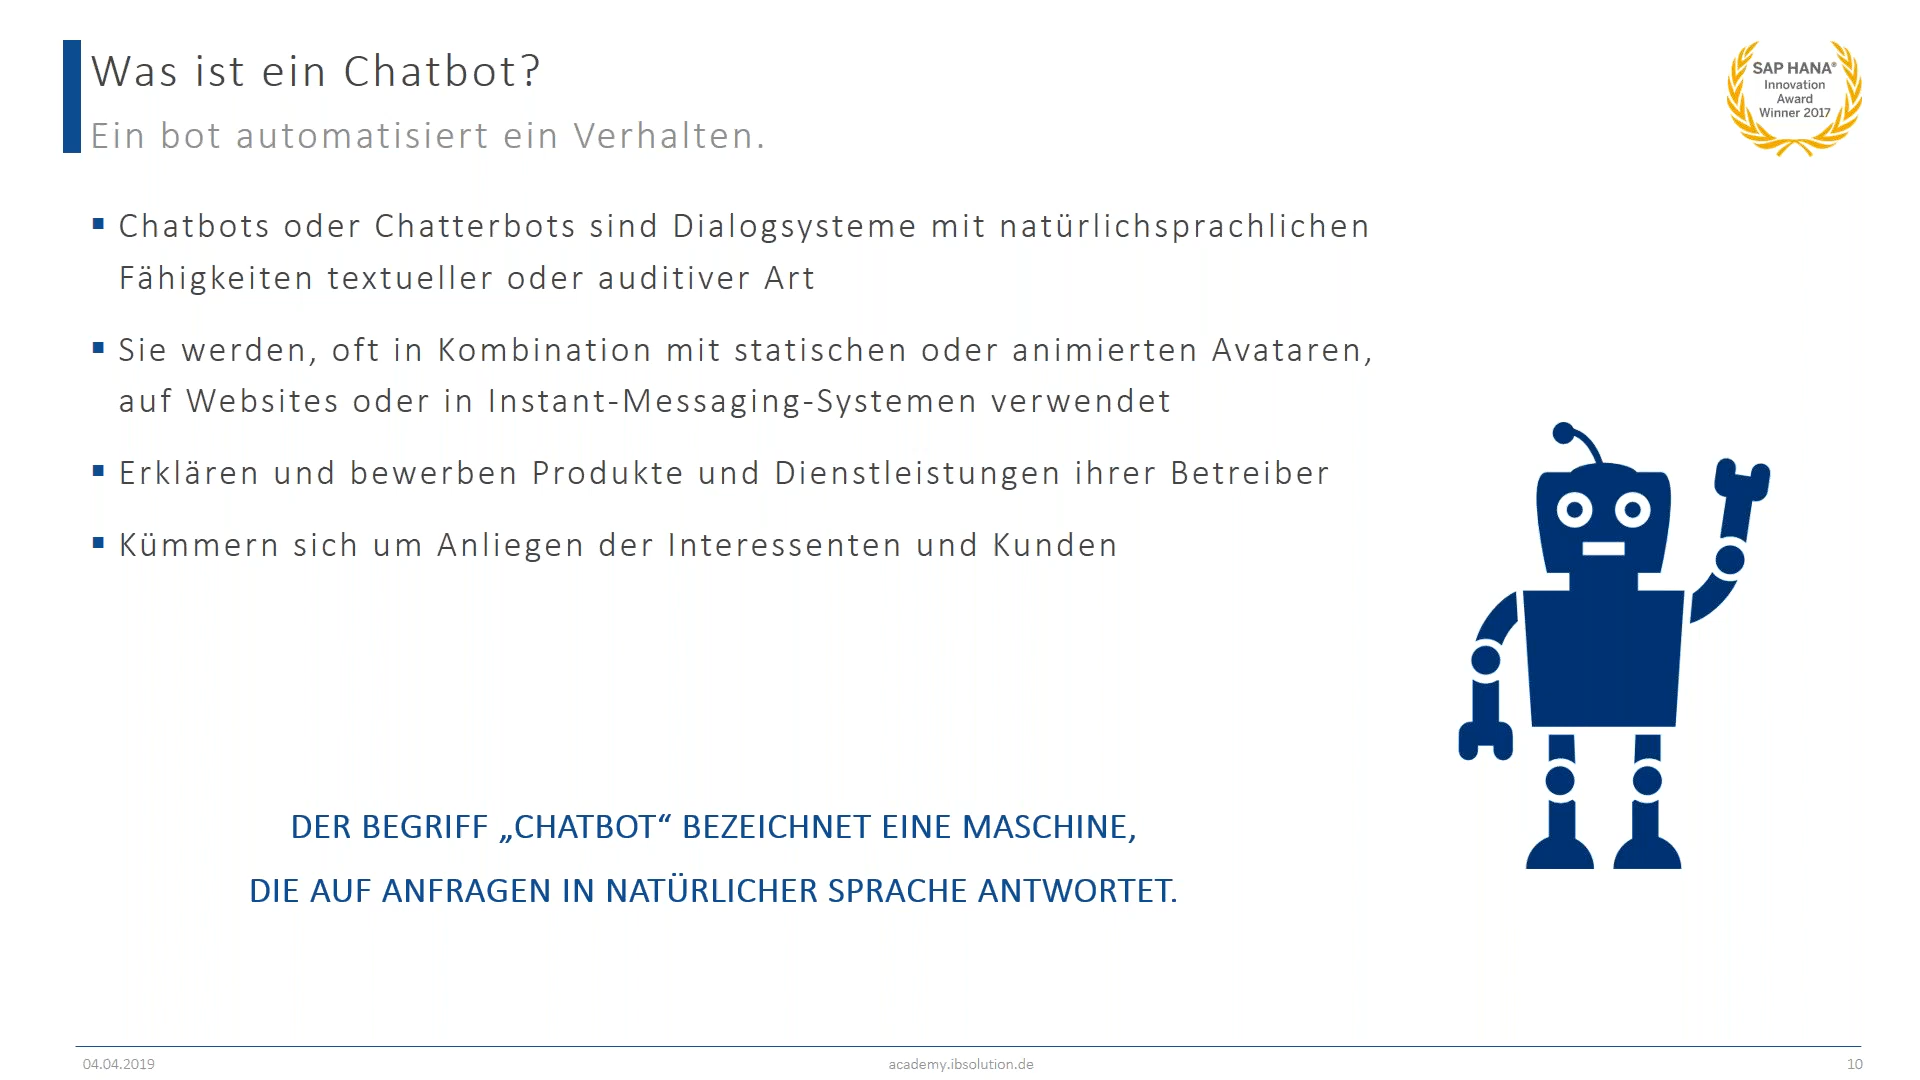 Was ist ein Chatbot?
Ein bot automatisiert ein Verhalten.
SAP HANA®
Innovation
Award
Winner 2017
▪ Chatbots oder Chatterbots sind Dialogsysteme mit natürlichsprachlichen
Fähigkeiten textueller oder auditiver Art
▪ Sie werden, oft in Kombination mit statischen oder animierten Avataren,
auf Websites oder in Instant-Messaging-Systemen verwendet
▪ Erklären und bewerben Produkte und Dienstleistungen ihrer Betreiber
▪ Kümmern sich um Anliegen der Interessenten und Kunden
DER BEGRIFF „CHATBOT“ BEZEICHNET EINE MASCHINE,
DIE AUF ANFRAGEN IN NATÜRLICHER SPRACHE ANTWORTET.
04.04.2019
academy.ibsolution.de
10